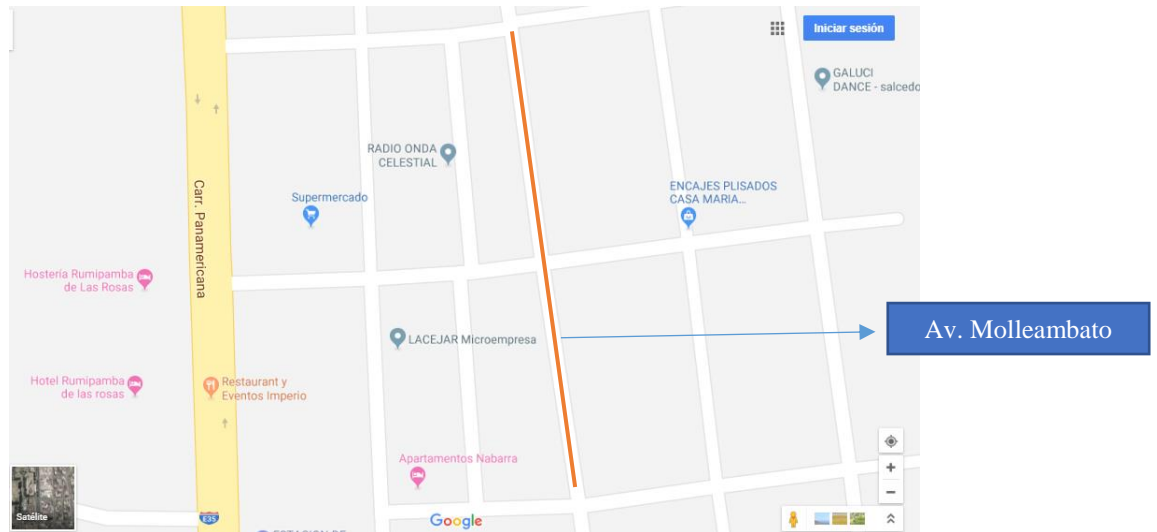 Iniciar sesión
GALUCI
DANCE - salcedo
RADIO ONDA
CELESTIAL
Supermercado
ENCAJES PLISADOS
CASA MARIA...
Carr. Panamericana
Hostería Rumipamba
de Las Rosas
Av. Molleambato
LACEJAR Microempresa
Hotel Rumipamba
de las rosas
Restaurant y
Eventos Imperio
Apartamentos Nabarra
Satélite
E35
Google